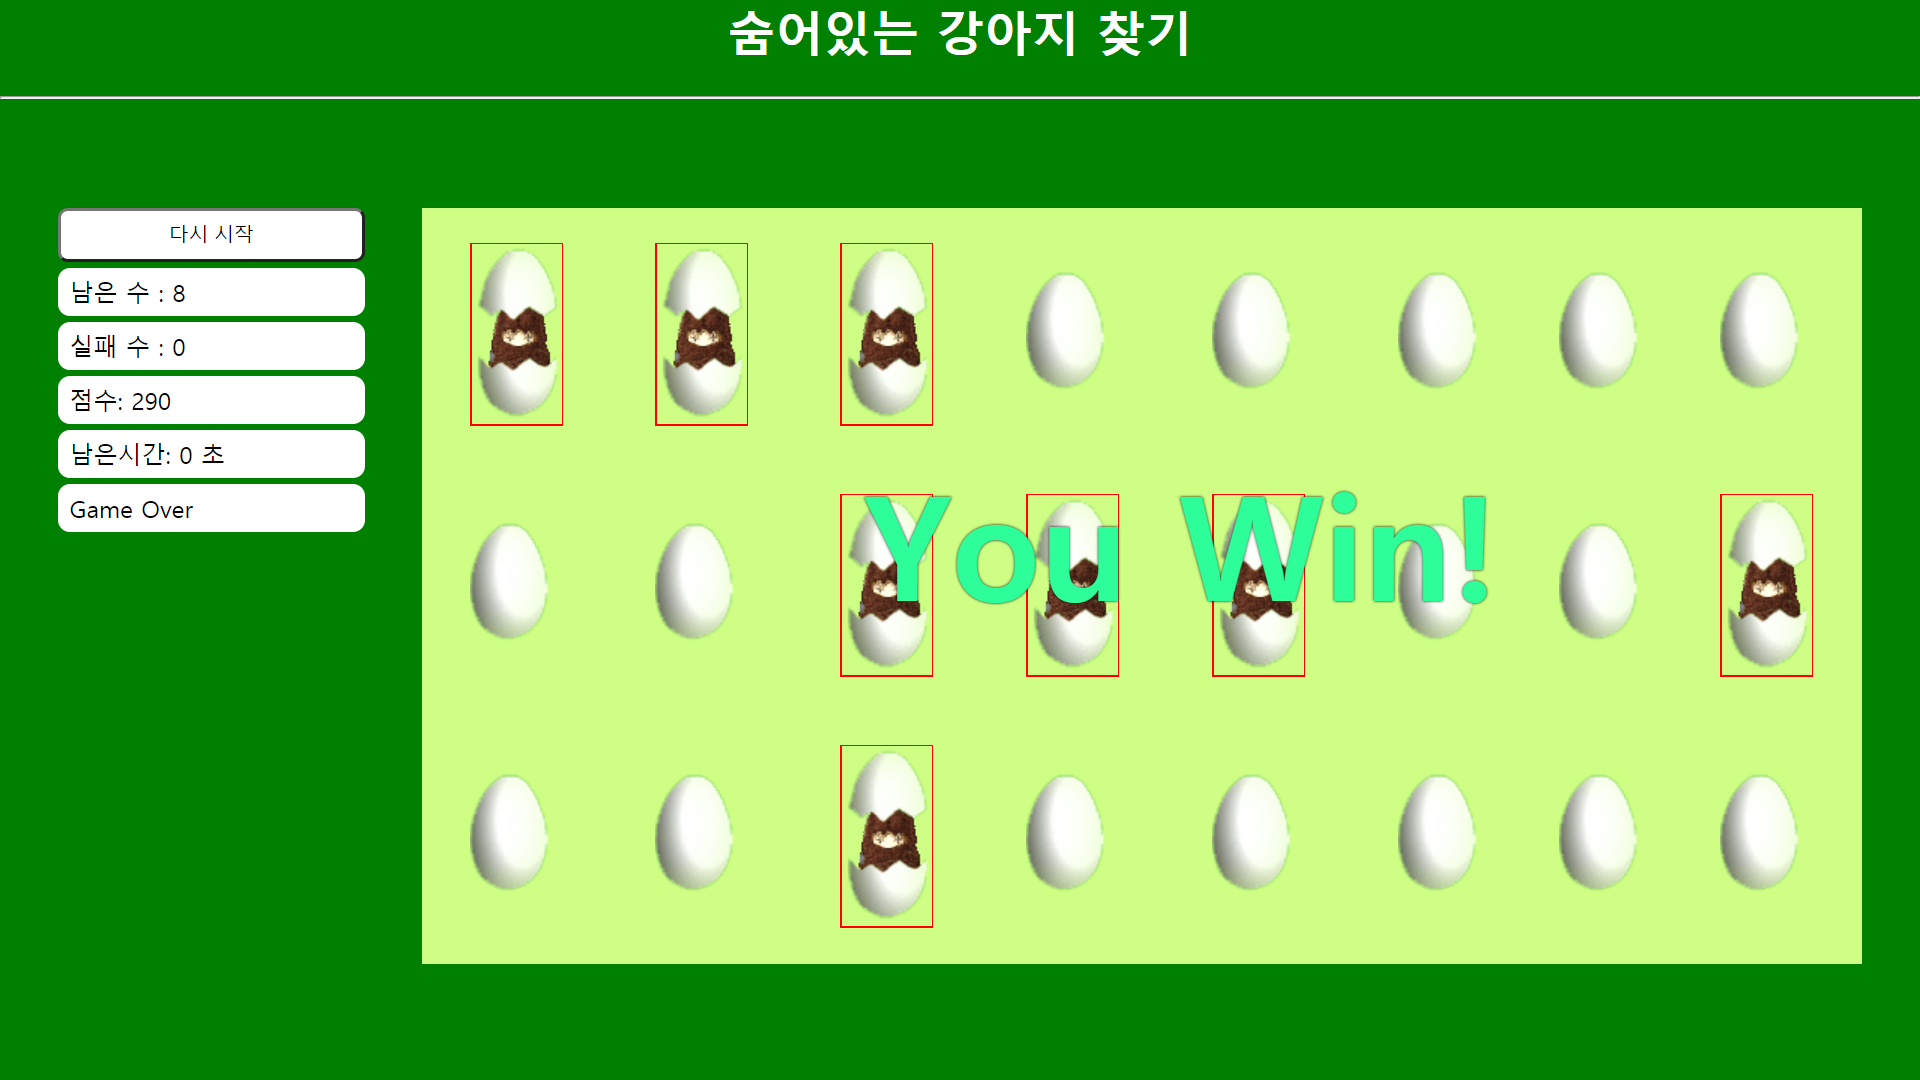 숨어있는 강아지 찾기
다시 시작
남은 수 : 8
실패 수 : 0
점수: 290
남은시간: 0 초
Game Over
You Win!